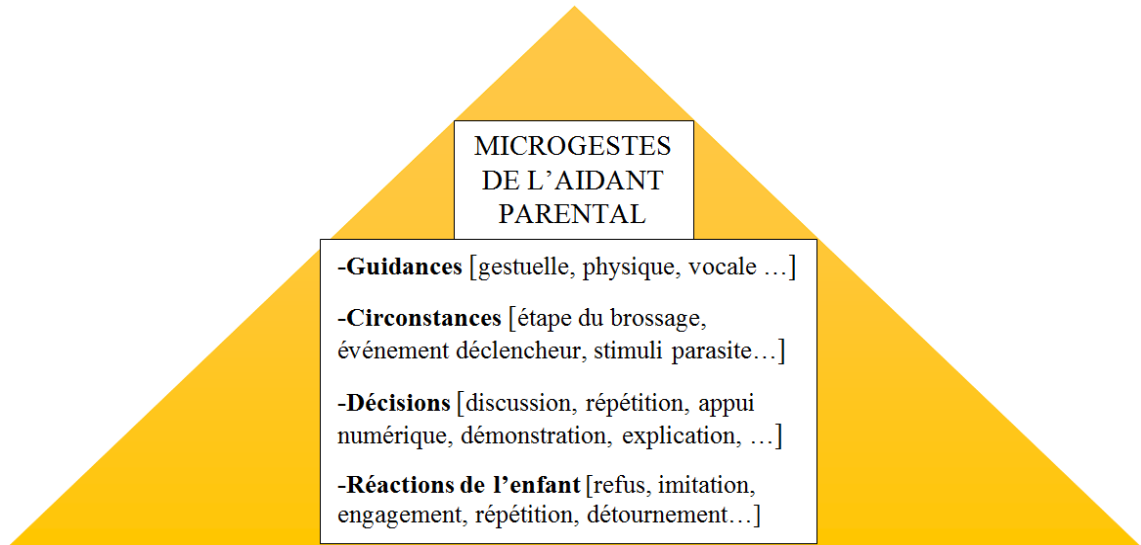 MICROGESTES
DE L’AIDANT
PARENTAL
-Guidances [gestuelle, physique, vocale …]
-Circonstances [étape du brossage,
événement déclencheur, stimuli parasite…]
-Décisions [discussion, répétition, appui
numérique, démonstration, explication, …]
-Réactions de l’enfant [refus, imitation,
engagement, répétition, détournement…]